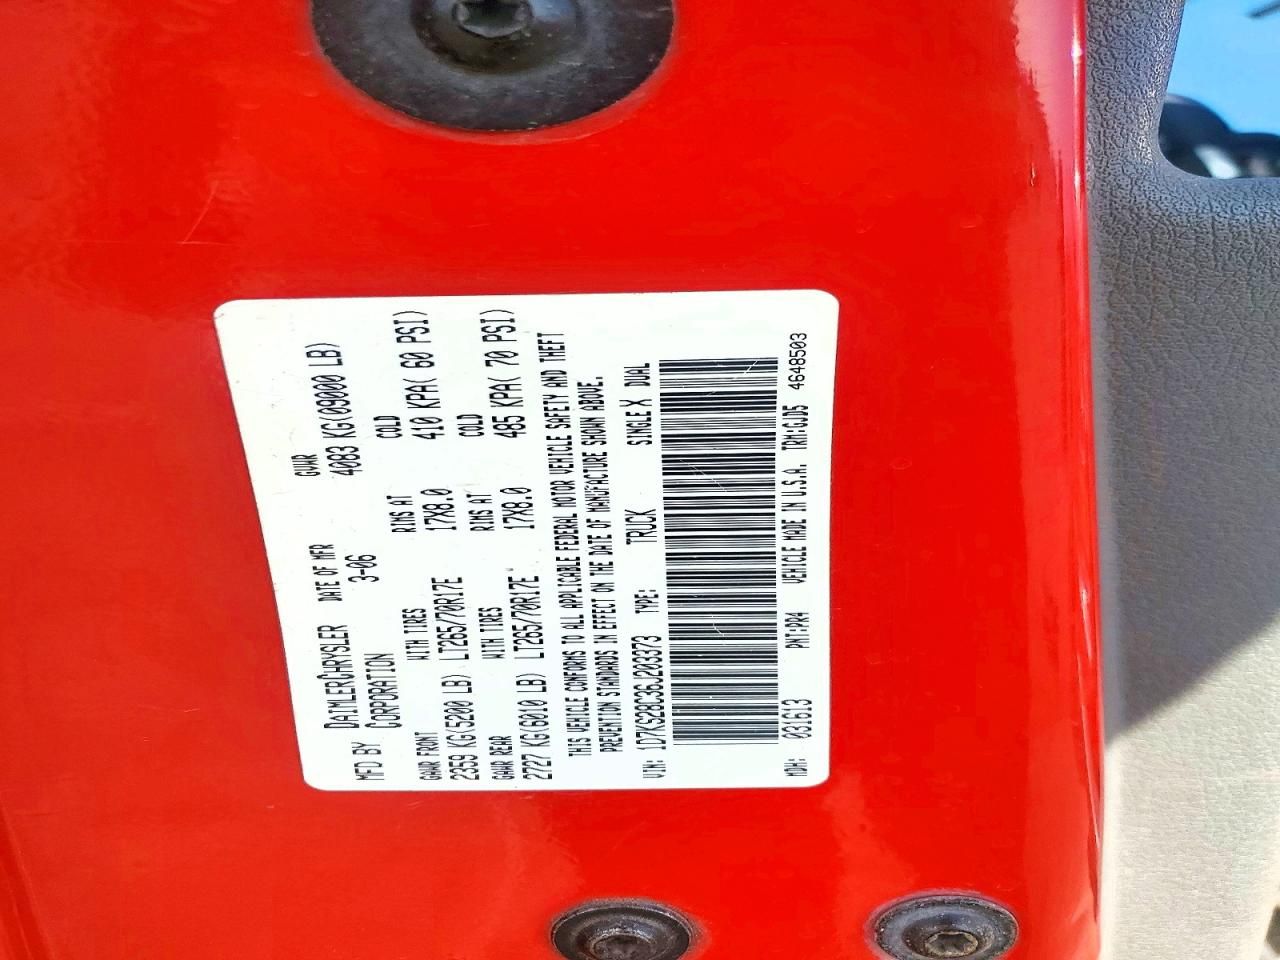 MFD BY DAIMLERCHRYSLER CORPORATION
DATE OF MFR 3-06
GVWR 4083 KG(09000 LB)
GAWR FRONT WITH TIRES RIMS AT COLD
2359 KG(5200 LB) LT265/70R17E 17X8.0 410 KPA( 60 PSI)
GAWR REAR WITH TIRES RIMS AT COLD
2727 KG(6010 LB) LT265/70R17E 17X8.0 485 KPA( 70 PSI)
THIS VEHICLE CONFORMS TO ALL APPLICABLE FEDERAL MOTOR VEHICLE SAFETY AND THEFT
PREVENTION STANDARDS IN EFFECT ON THE DATE OF MANUFACTURE SHOWN ABOVE.
VIN: 1D7KS28C36J203373 TYPE: TRUCK SINGLE X DUAL
MDH: 031613 PNT:PR4 VEHICLE MADE IN U.S.A. TRM:GJD5 4648503